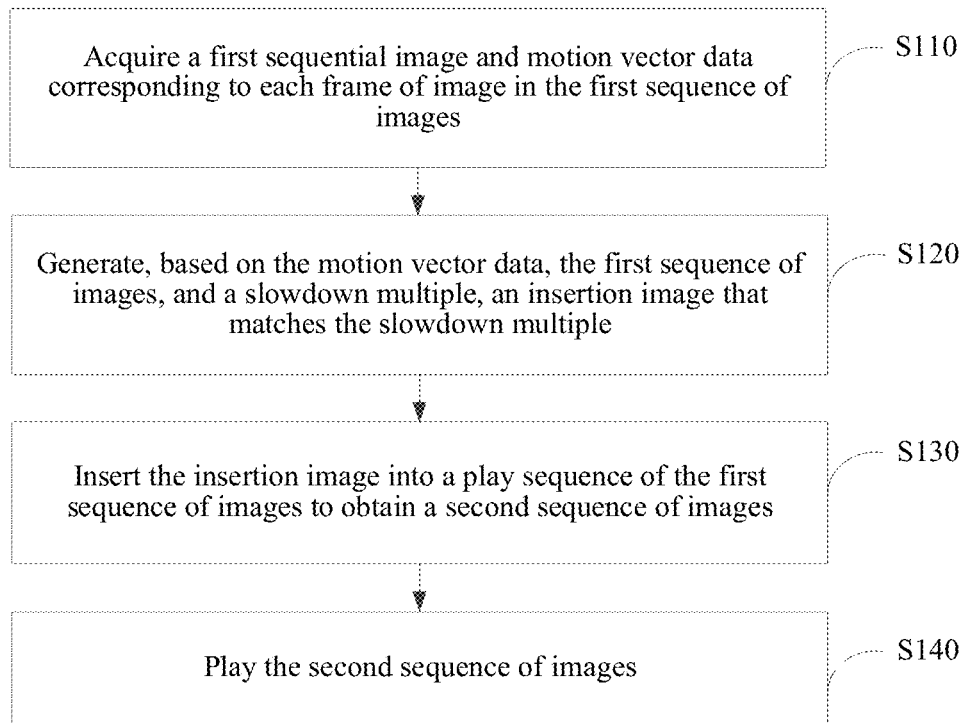 Acquire a first sequential image and motion vector data
corresponding to each frame of image in the first sequence of
images
S110
Generate, based on the motion vector data, the first sequence of
images, and a slowdown multiple, an insertion image that
matches the slowdown multiple
S120
Insert the insertion image into a play sequence of the first
sequence of images to obtain a second sequence of images
S130
Play the second sequence of images
S140